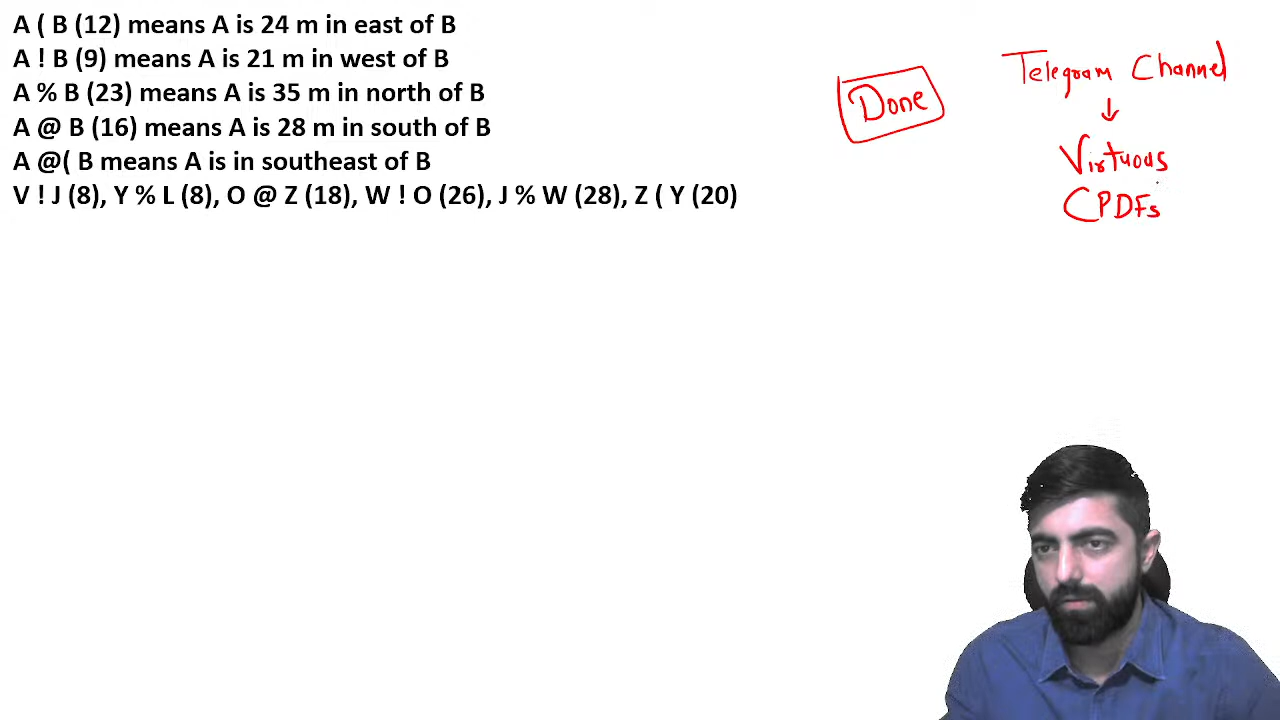 A ( B (12) means A is 24 m in east of B
A ! B (9) means A is 21 m in west of B
A % B (23) means A is 35 m in north of B
A @ B (16) means A is 28 m in south of B
A @( B means A is in southeast of B
V ! J (8), Y % L (8), O @ Z (18), W ! O (26), J % W (28), Z ( Y (20)
Done
Telegram Channel
↓
Virtuous
CPDFs